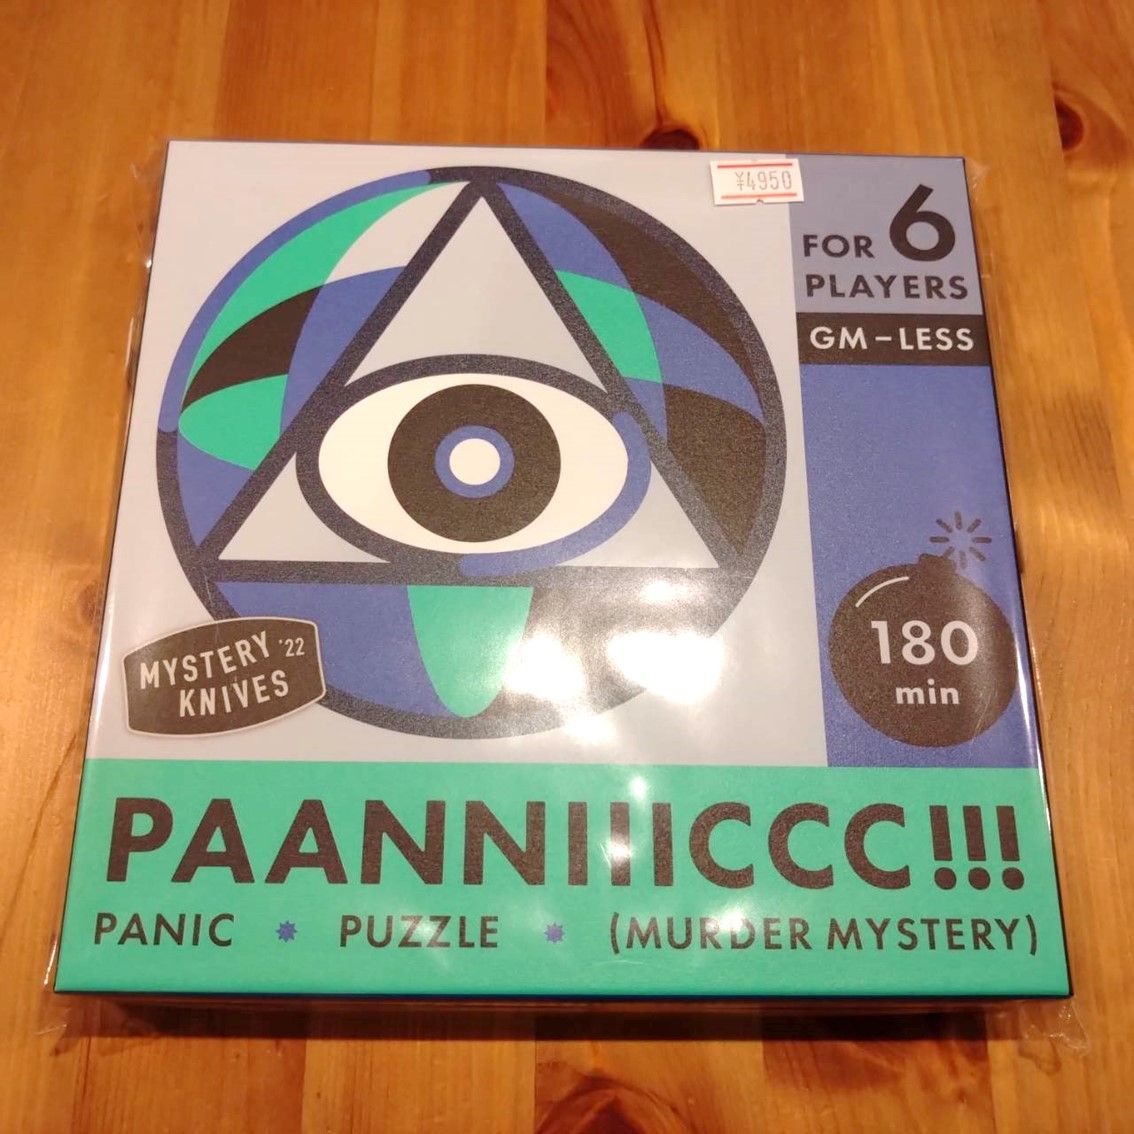 ¥4950
FOR 6
PLAYERS
GM-LESS
180
min
MYSTERY '22
KNIVES
PAANNIIICCC!!!
PANIC * PUZZLE * (MURDER MYSTERY)